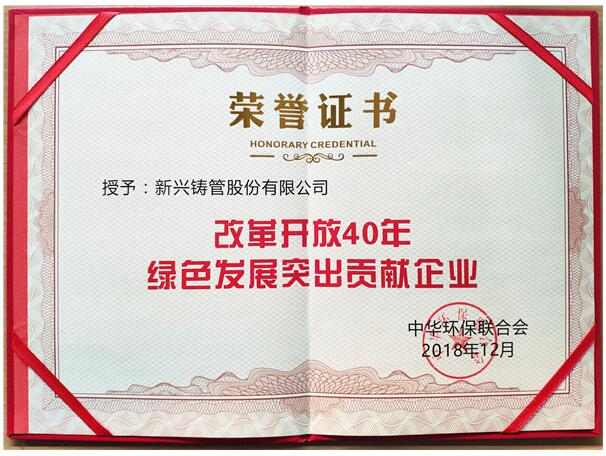 荣誉证书
HONORARY CREDENTIAL
授予：新兴铸管股份有限公司
改革开放40年
绿色发展突出贡献企业
中华环保联合会
2018年12月